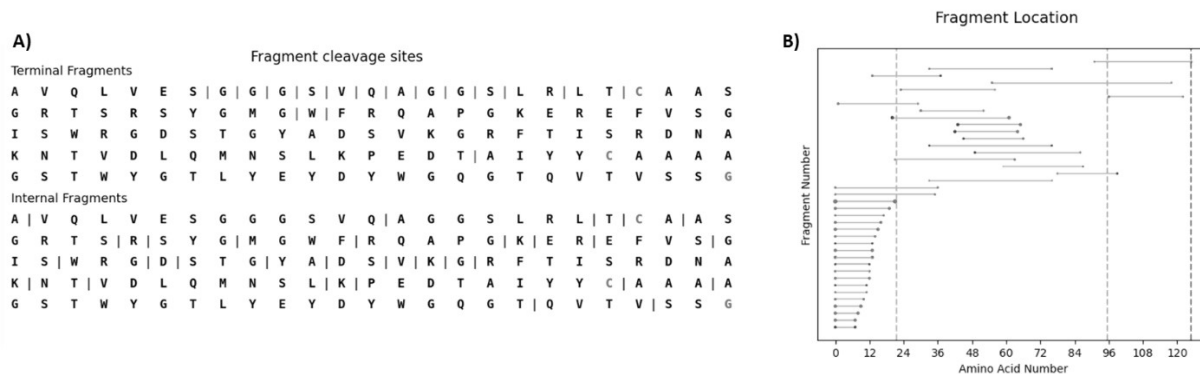 A)
Fragment cleavage sites
Terminal Fragments
A V Q L V E S|G|G|G|S|V|Q|A|G|G|S|L R|L T|C A A S
G R T S R S Y G M G|W|F R Q A P G K E R E F V S G
I S W R G D S T G Y A D S V K G R F T I S R D N A
K N T V D L Q M N S L K P E D T|A I Y Y C A A A A
G S T W Y G T L Y E Y D Y W G Q G T Q V T V S S G
Internal Fragments
A|V Q L V E S G G G S V Q|A G G S L R L|T|C A|A S
G R T S|R|S Y G|M G W F|R Q A P G|K|E R|E F V S|G
I S|W R G|D|S T G|Y A|D S|V|K|G|R F T I S R D N A
K|N T|V D L Q M N S L|K|P E D T A I Y Y C|A A A|A
G S T W Y G T L Y E Y D Y W G Q G T|Q V T V|S S G
B)
Fragment Location
Fragment Number
0 12 24 36 48 60 72 84 96 108 120
Amino Acid Number